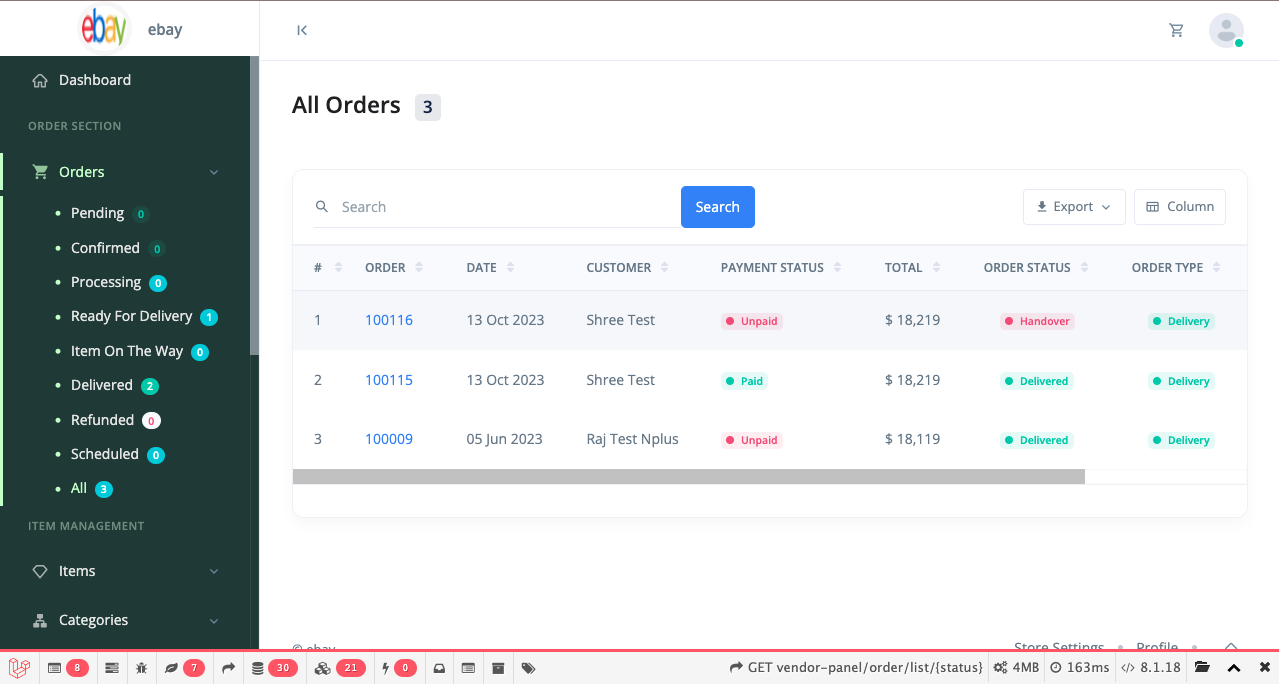 ebay ebay
Dashboard
ORDER SECTION
Orders
Pending 0
Confirmed 0
Processing 0
Ready For Delivery 1
Item On The Way 0
Delivered 2
Refunded 0
Scheduled 0
All 3
ITEM MANAGEMENT
Items
Categories
All Orders 3
Search Search Export Column
# ORDER DATE CUSTOMER PAYMENT STATUS TOTAL ORDER STATUS ORDER TYPE
1 100116 13 Oct 2023 Shree Test Unpaid $ 18,219 Handover Delivery
2 100115 13 Oct 2023 Shree Test Paid $ 18,219 Delivered Delivery
3 100009 05 Jun 2023 Raj Test Nplus Unpaid $ 18,119 Delivered Delivery
© ebay Store Settings • Profile •
8 7 30 21 0 GET vendor-panel/order/list/{status} 4MB 163ms </> 8.1.18